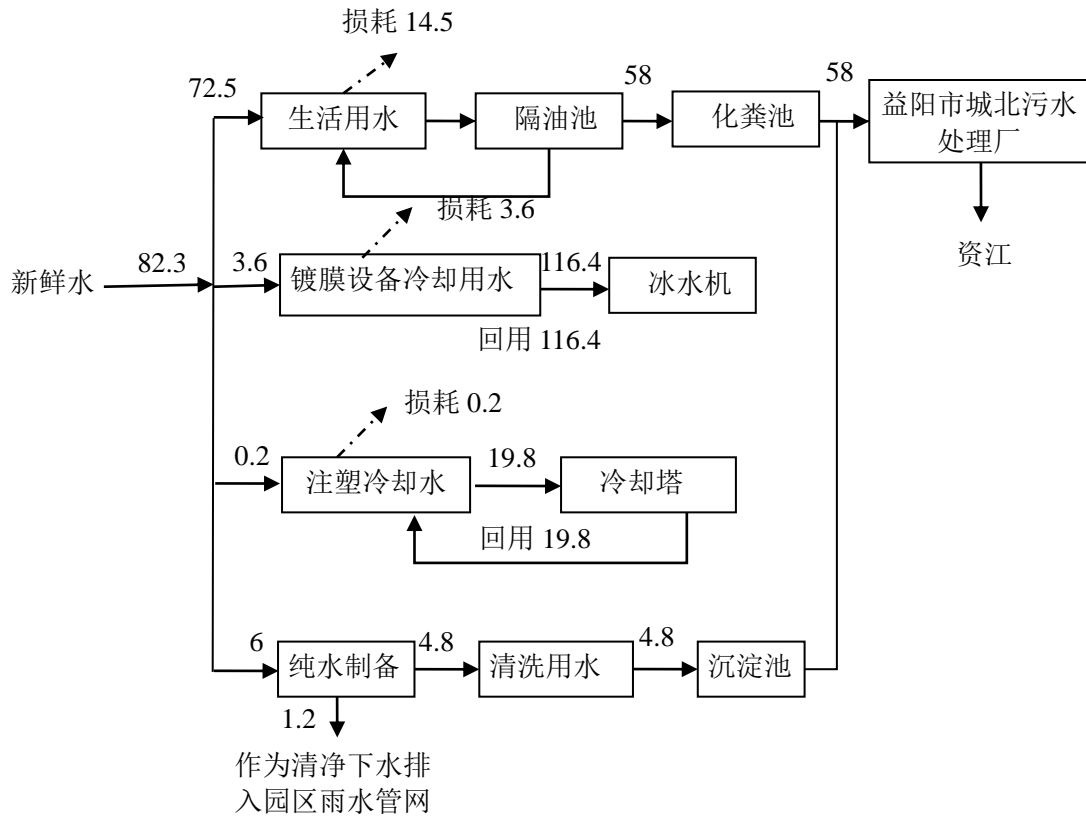 损耗 14.5
72.5
生活用水
隔油池
58
化粪池
58
益阳市城北污水
处理厂
损耗 3.6
资江
新鲜水
82.3
3.6
镀膜设备冷却用水
116.4
冰水机
回用 116.4
损耗 0.2
0.2
注塑冷却水
19.8
冷却塔
回用 19.8
6
纯水制备
4.8
清洗用水
4.8
沉淀池
1.2
作为清净下水排
入园区雨水管网